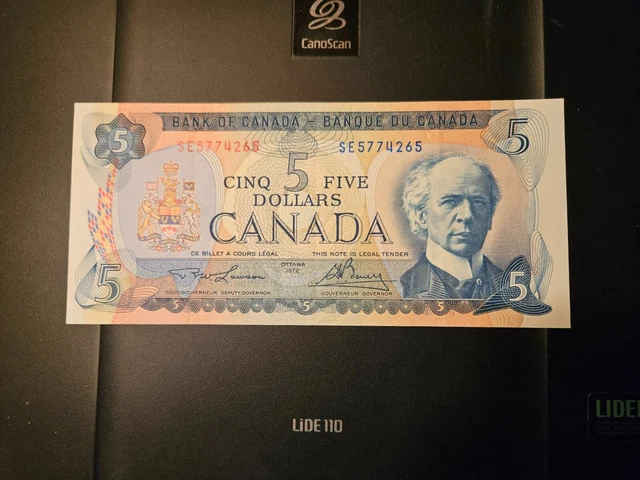 CanoScan
BANK OF CANADA – BANQUE DU CANADA
5 5
SE5774265 SE5774265
CINQ 5 FIVE
DOLLARS
CANADA
CE BILLET A COURS LÉGAL THIS NOTE IS LEGAL TENDER
OTTAWA
1972
SOUS-GOUVERNEUR DEPUTY-GOVERNOR GOUVERNEUR GOVERNOR
5 5
5 5 5
LiDE 110
LIDE